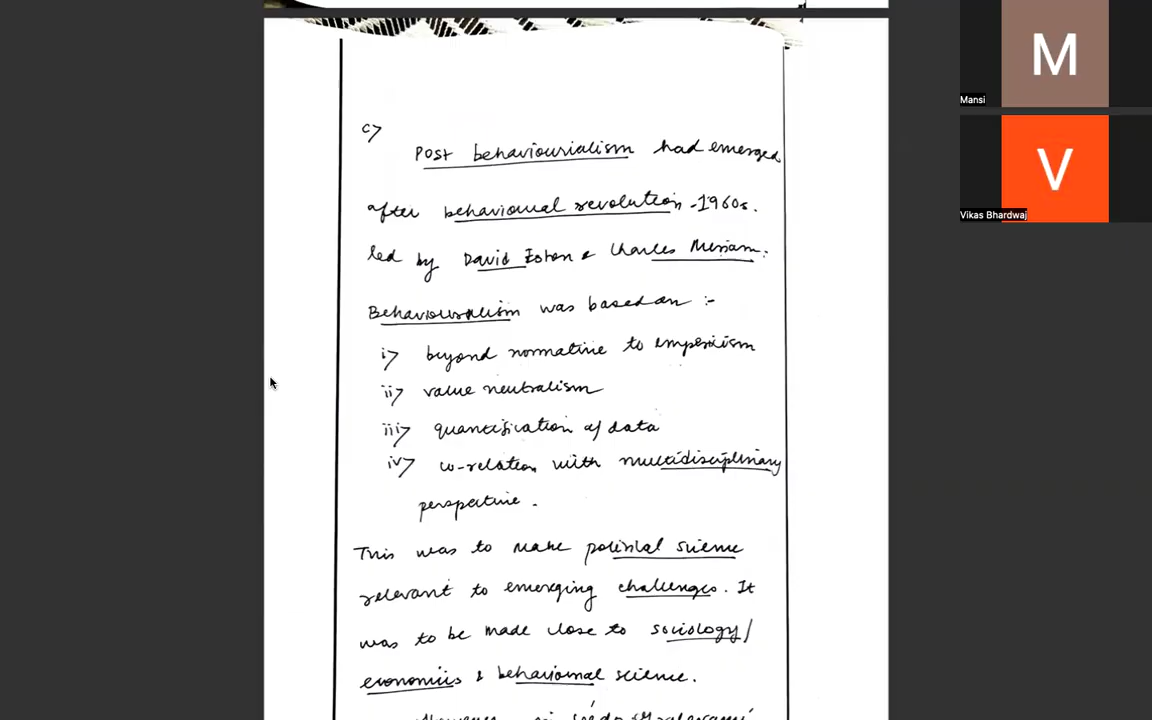 c>
Post behaviourialism had emerged
after behavioural revolution - 1960s.
led by David Eston & Charles Merriam.
Behaviouralism was based on :-
i> beyond normative to empericism
ii> value neutralism
iii> quantification of data
iv> co-relation with multidisciplinary
perspective.
This was to make political science
relevant to emerging challenges. It
was to be made close to sociology/
economics & behavioural science.
However
M
Mansi
V
Vikas Bhardwaj